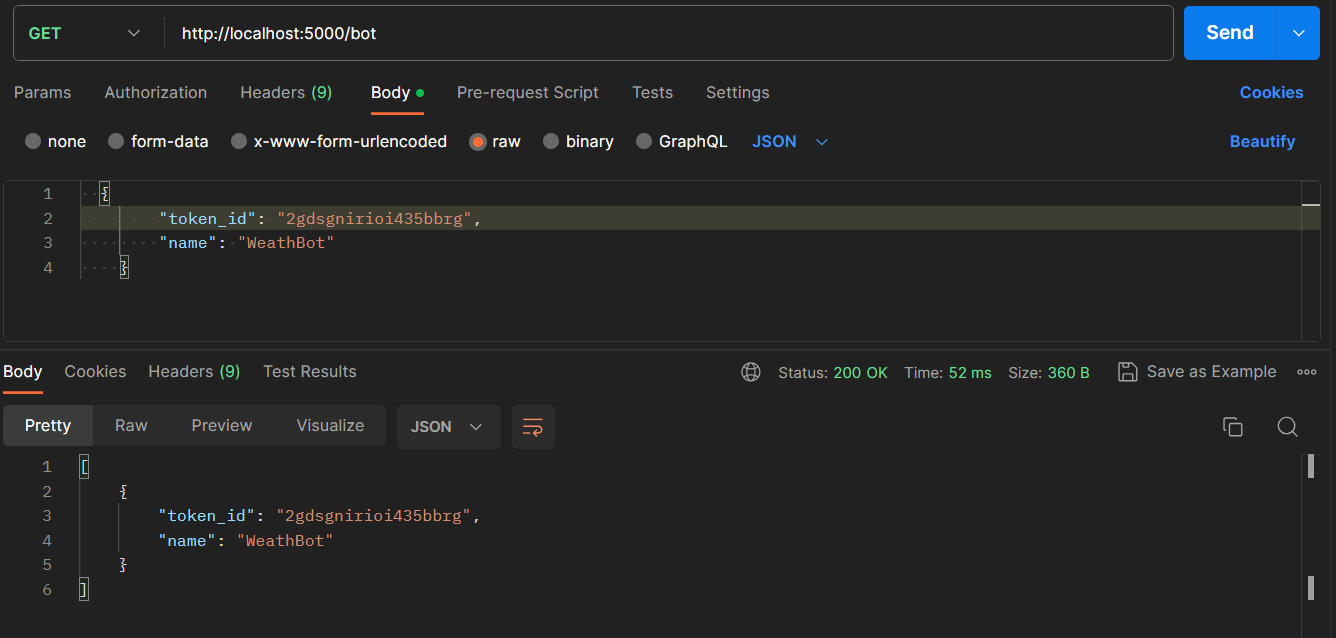 GET http://localhost:5000/bot Send
Params Authorization Headers (9) Body Pre-request Script Tests Settings Cookies
none form-data x-www-form-urlencoded raw binary GraphQL JSON Beautify
1 {
2 "token_id": "2gdsgnirioi435bbrg",
3 "name": "WeathBot"
4 }
Body Cookies Headers (9) Test Results Status: 200 OK Time: 52 ms Size: 360 B Save as Example
Pretty Raw Preview Visualize JSON
1 [
2 {
3 "token_id": "2gdsgnirioi435bbrg",
4 "name": "WeathBot"
5 }
6 ]